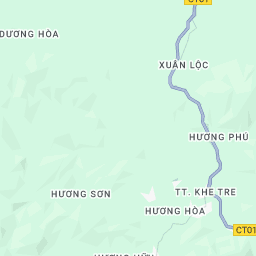 CT01
DƯƠNG HÒA
XUÂN LỘC
HƯƠNG PHÚ
HƯƠNG SƠN
TT. KHE TRE
HƯƠNG HÒA
CT01